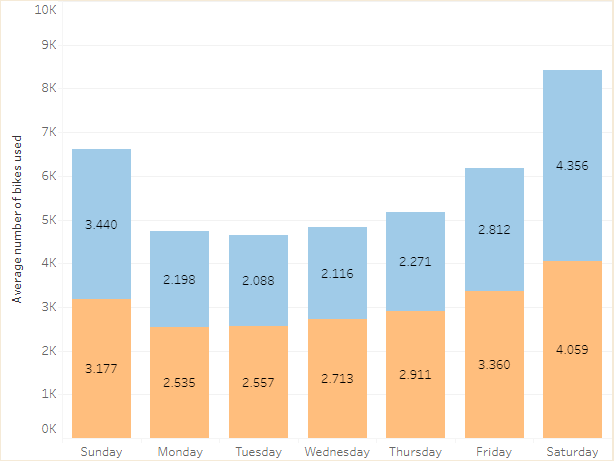 Average number of bikes used
10K
9K
8K
7K
6K
5K
4K
3K
2K
1K
0K
3.440
2.198
2.088
2.116
2.271
2.812
4.356
3.177
2.535
2.557
2.713
2.911
3.360
4.059
Sunday
Monday
Tuesday
Wednesday
Thursday
Friday
Saturday